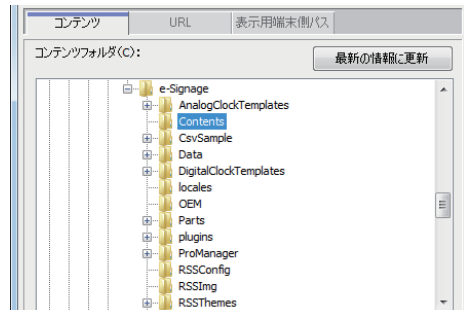 コンテンツ URL 表示用端末側パス
コンテンツフォルダ(C):
最新の情報に更新
e-Signage
AnalogClockTemplates
Contents
CsvSample
Data
DigitalClockTemplates
locales
OEM
Parts
plugins
ProManager
RSSConfig
RSSImg
RSSThemes